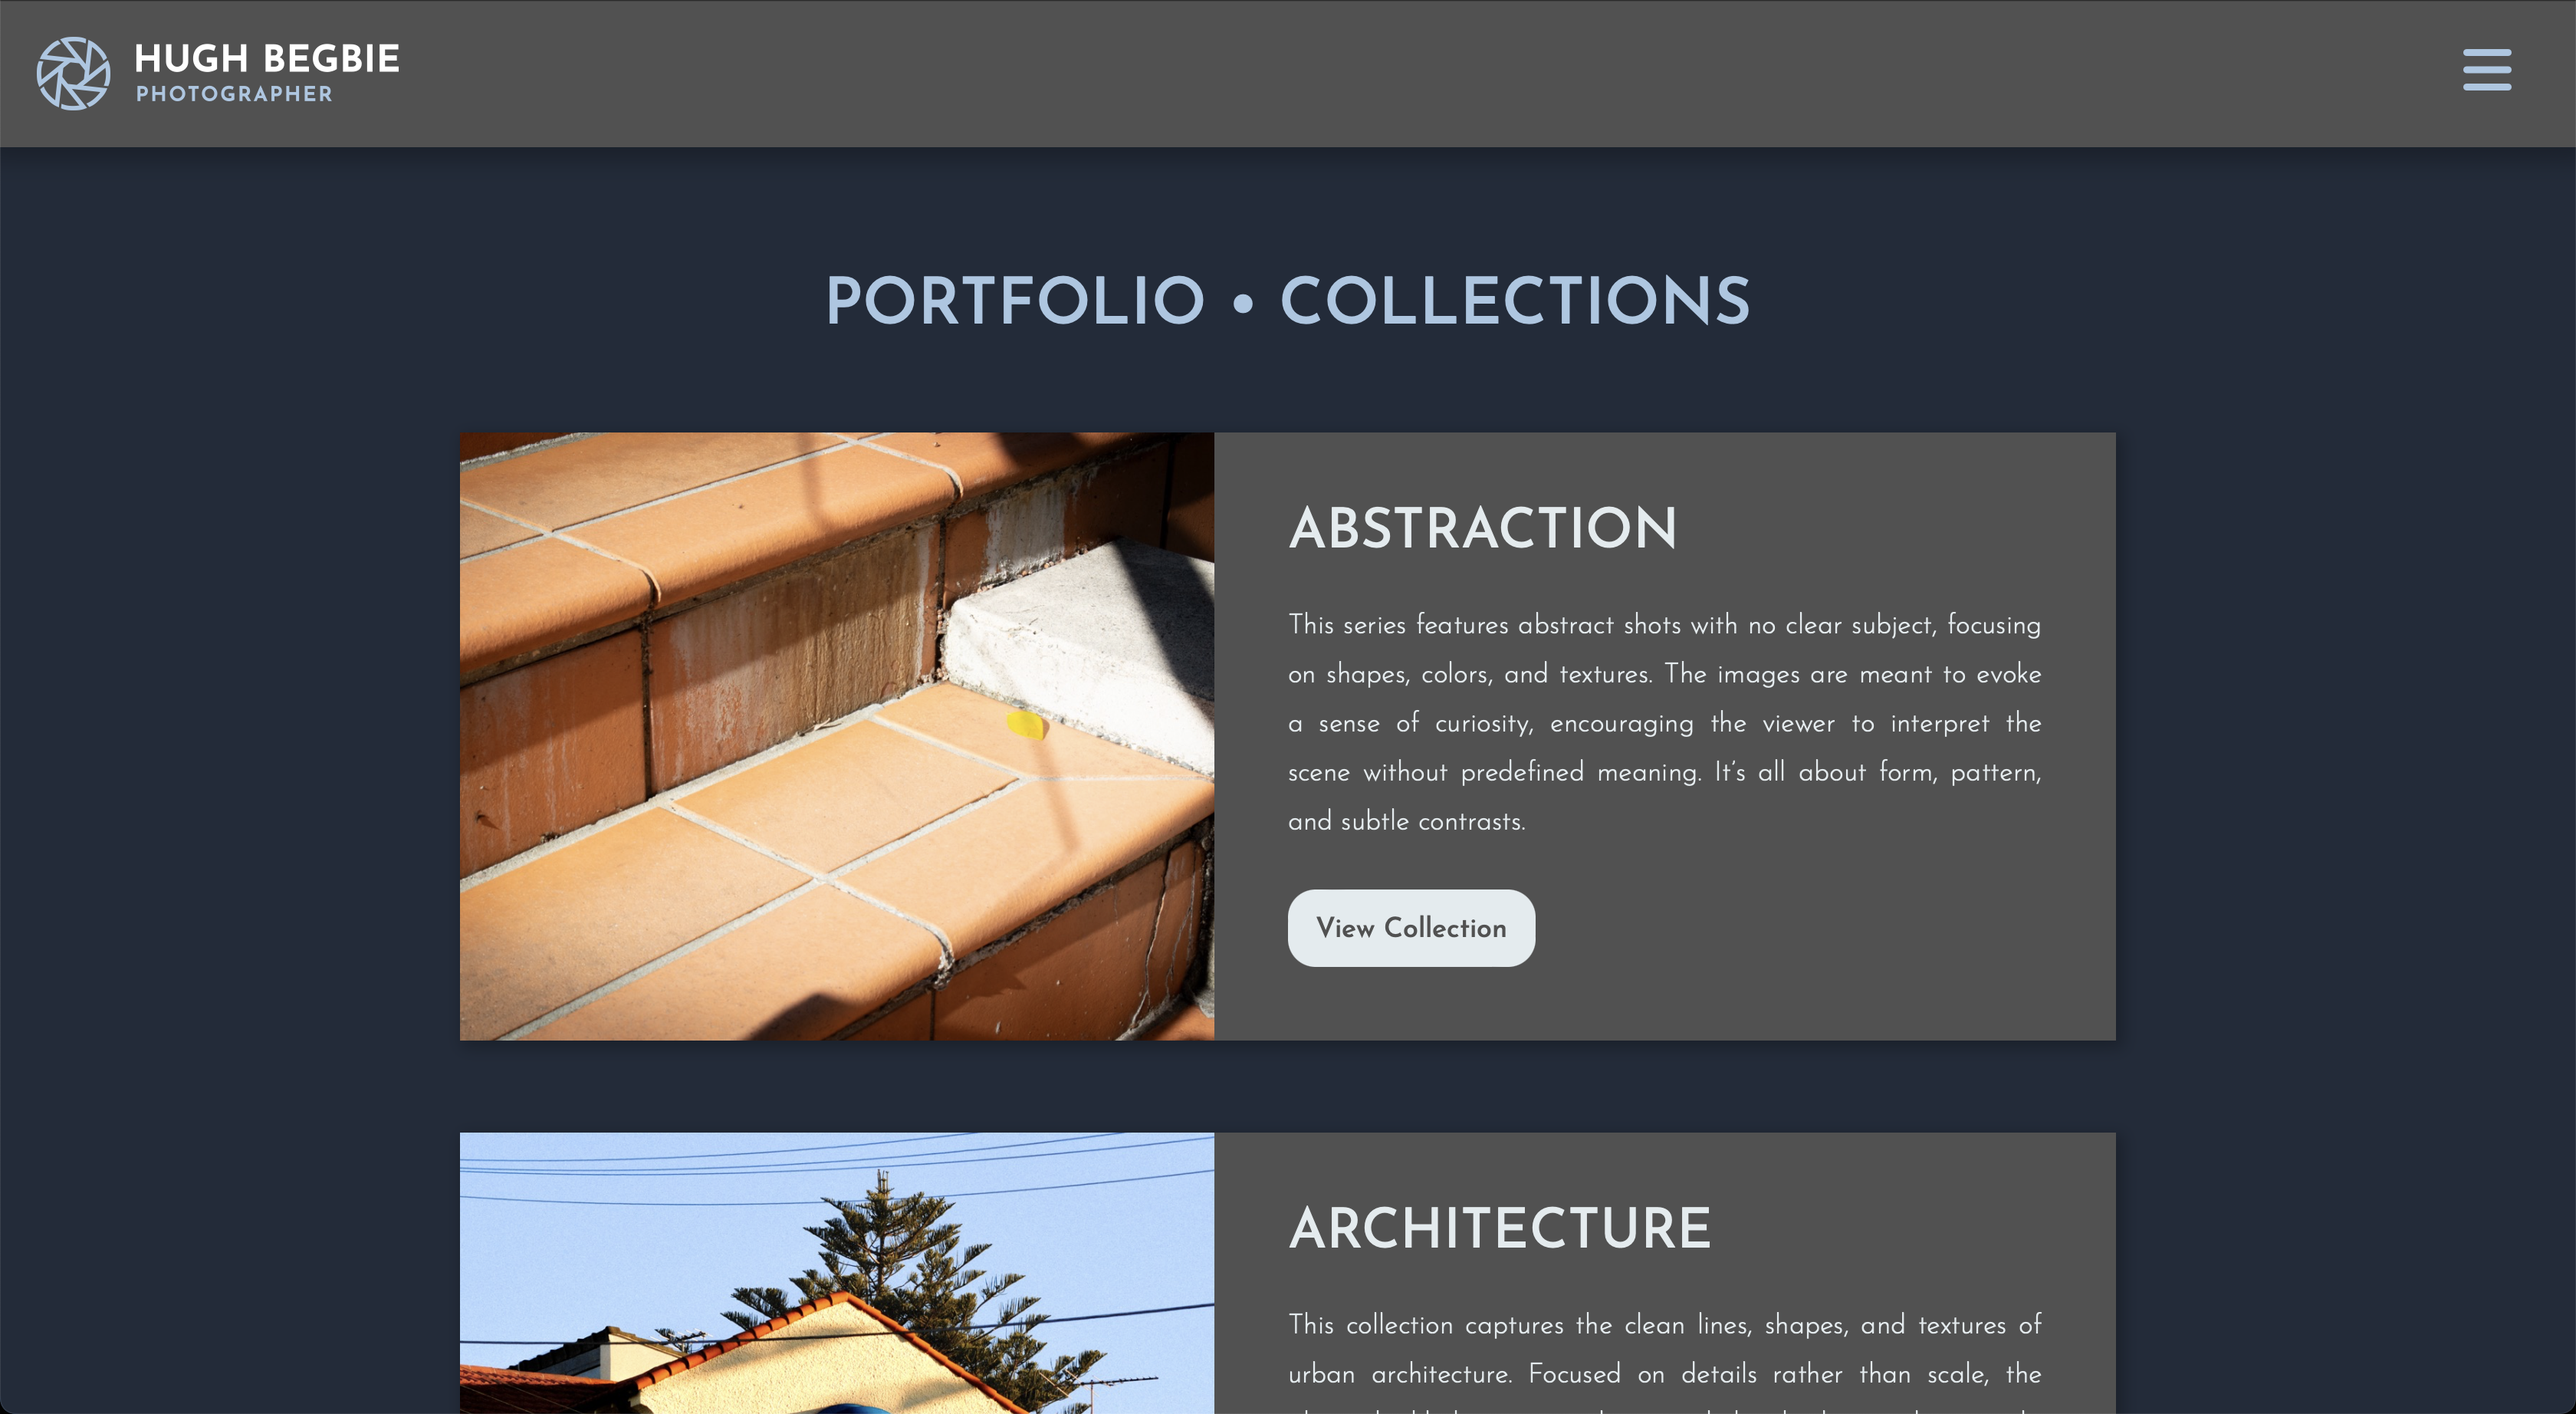 HUGH BEGBIE
PHOTOGRAPHER
PORTFOLIO • COLLECTIONS
ABSTRACTION
This series features abstract shots with no clear subject, focusing
on shapes, colors, and textures. The images are meant to evoke
a sense of curiosity, encouraging the viewer to interpret the
scene without predefined meaning. It's all about form, pattern,
and subtle contrasts.
View Collection
ARCHITECTURE
This collection captures the clean lines, shapes, and textures of
urban architecture. Focused on details rather than scale, the